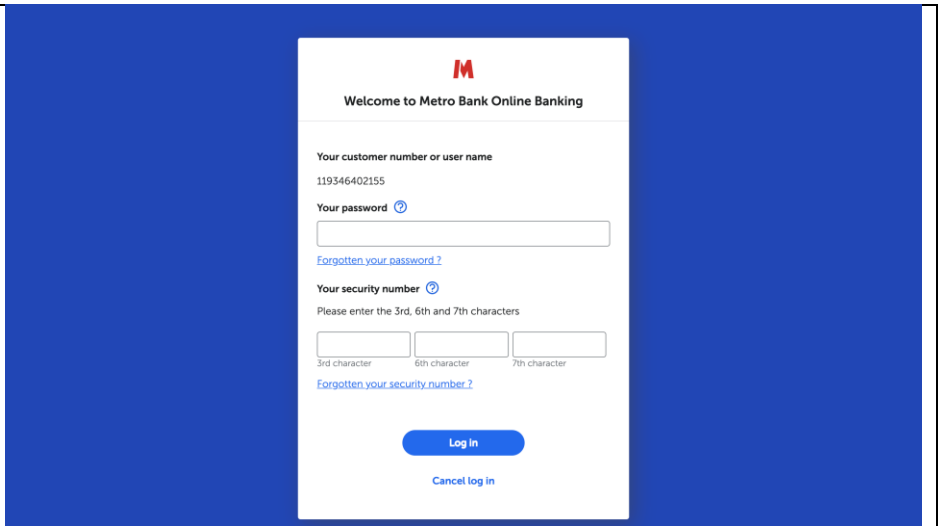 M
Welcome to Metro Bank Online Banking
Your customer number or user name
119346402155
Your password ?
Forgotten your password ?
Your security number ?
Please enter the 3rd, 6th and 7th characters
3rd character 6th character 7th character
Forgotten your security number ?
Log in
Cancel log in